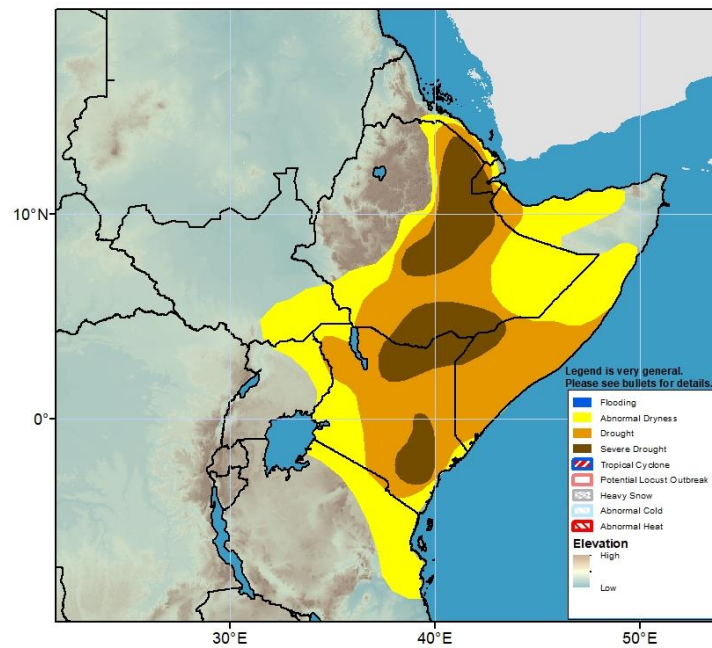 10°N
0°
Legend is very general.
Please see bullets for details.
Flooding
Abnormal Dryness
Drought
Severe Drought
Tropical Cyclone
Potential Locust Outbreak
Heavy Snow
Abnormal Cold
Abnormal Heat
Elevation
High
Low
30°E
40°E
50°E